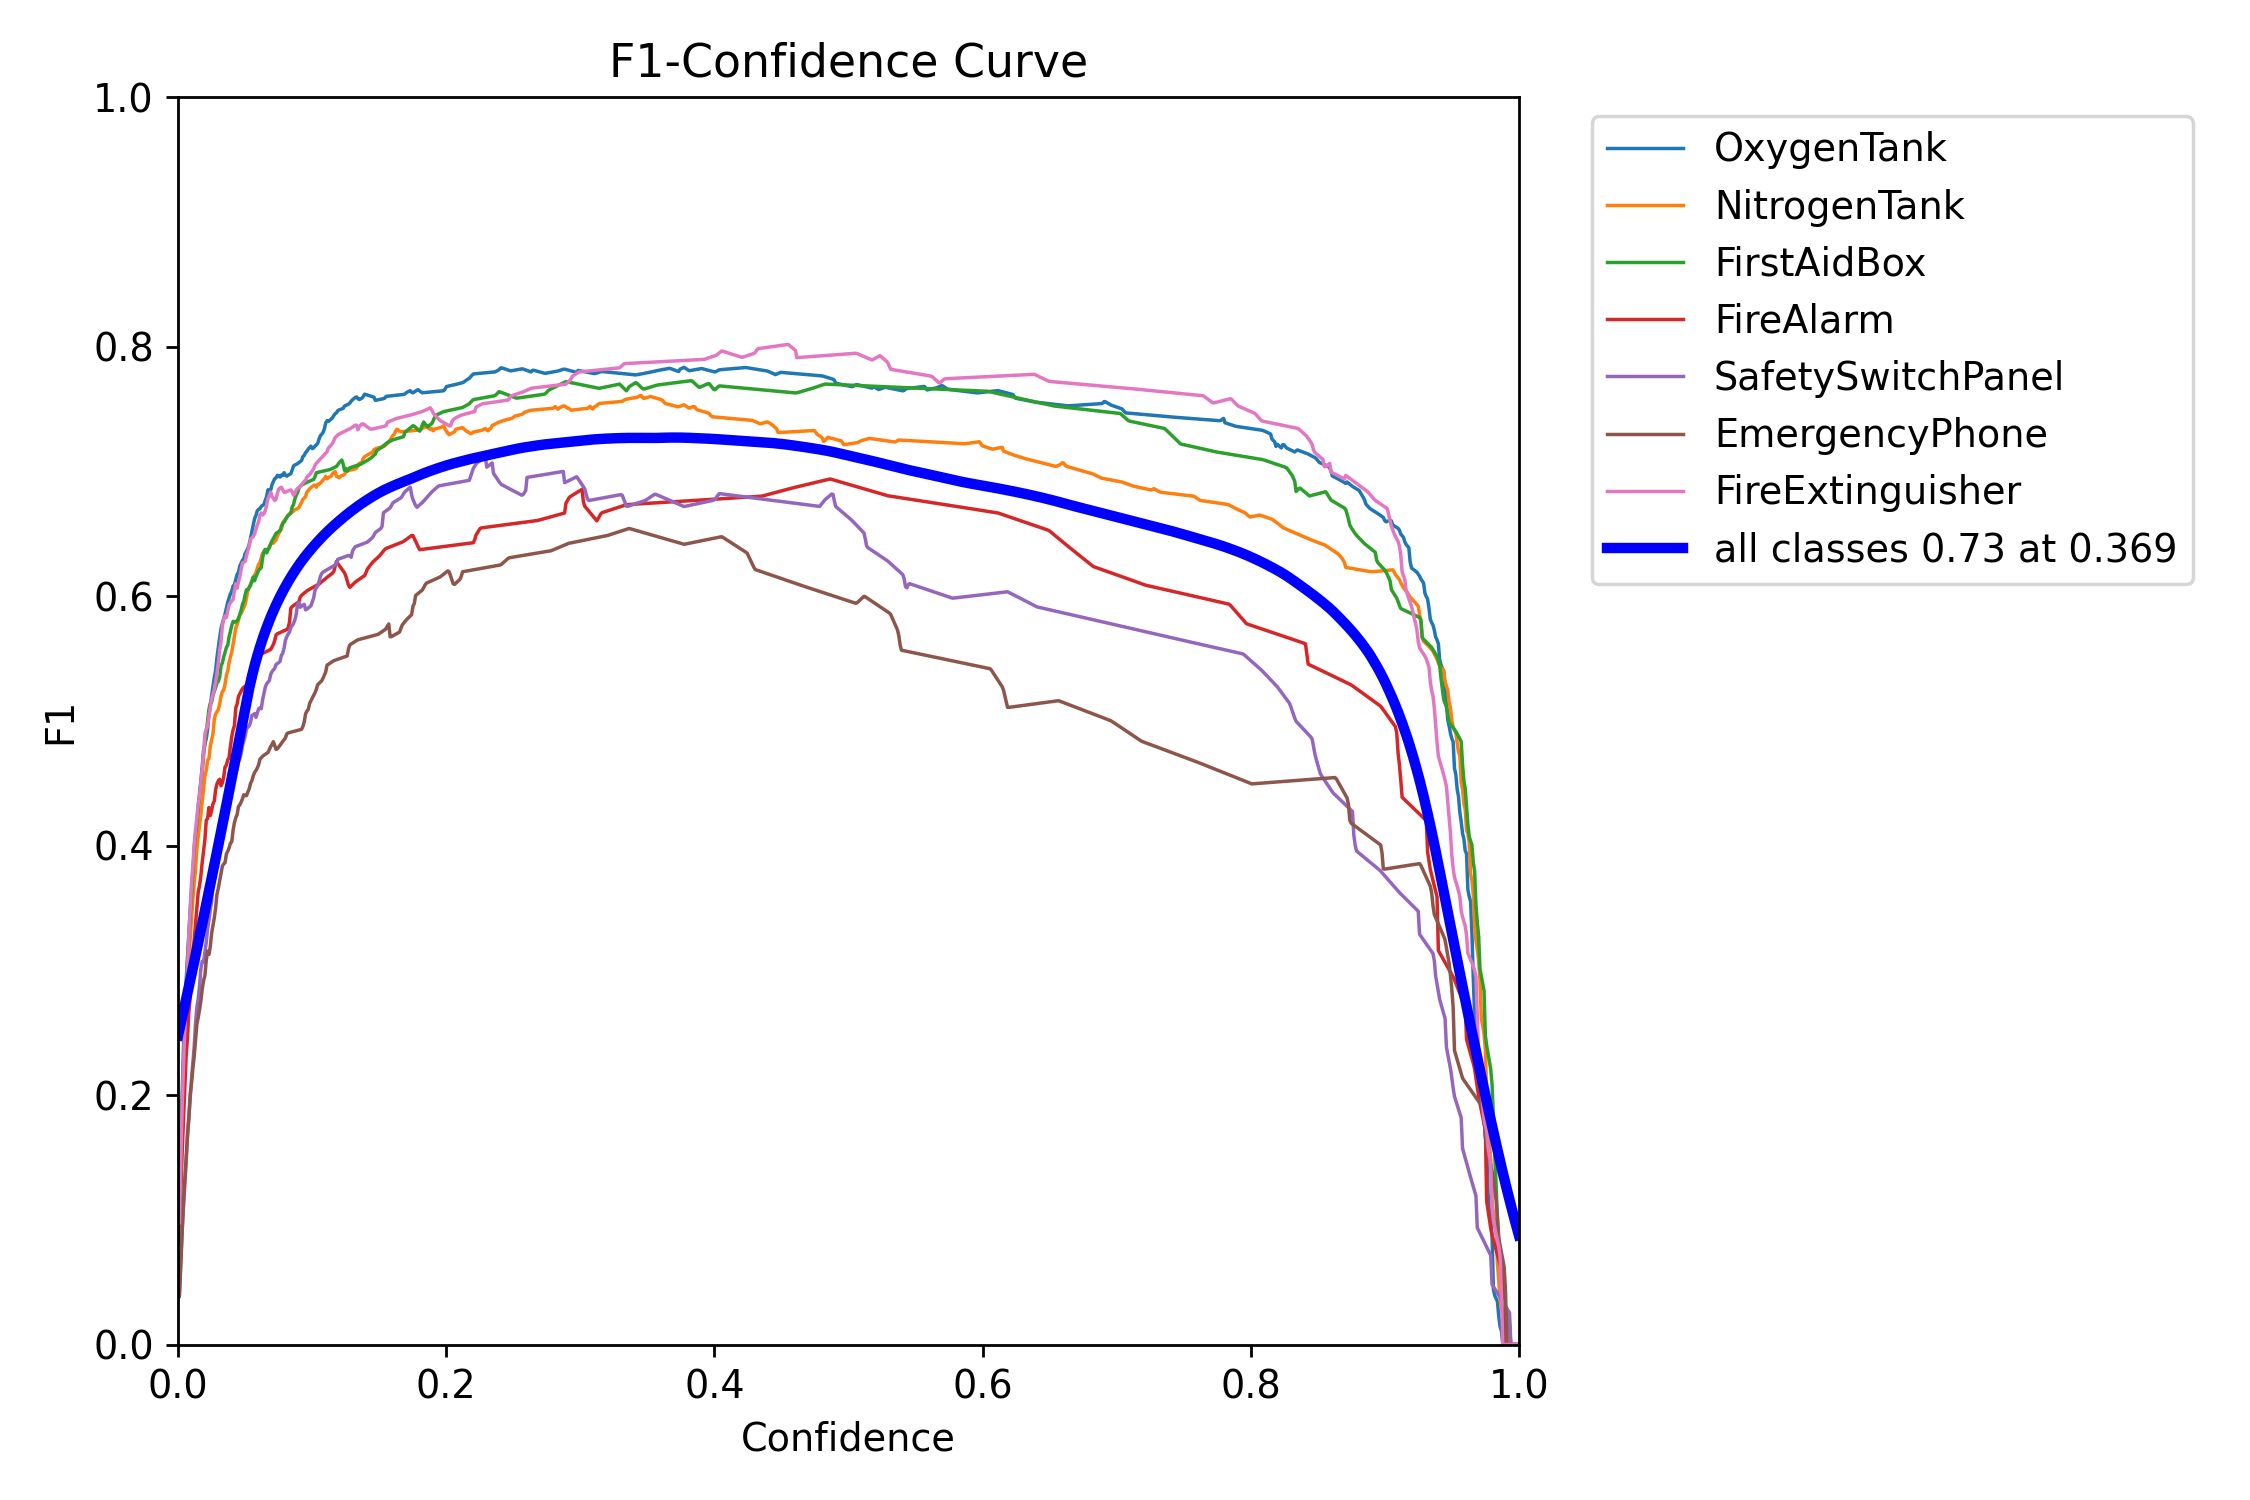 F1-Confidence Curve
1.0
0.8
0.6
0.4
0.2
0.0
F1
0.0 0.2 0.4 0.6 0.8 1.0
Confidence
OxygenTank
NitrogenTank
FirstAidBox
FireAlarm
SafetySwitchPanel
EmergencyPhone
FireExtinguisher
all classes 0.73 at 0.369